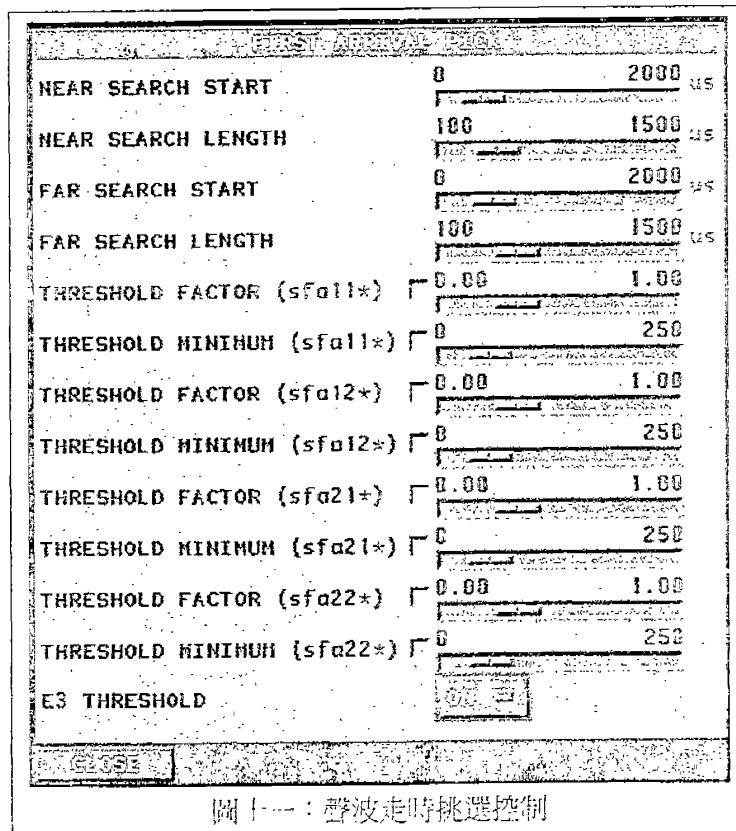 FIRST ARRIVAL PICK
NEAR SEARCH START 0 2000 us
NEAR SEARCH LENGTH 100 1500 us
FAR SEARCH START 0 2000 us
FAR SEARCH LENGTH 100 1500 us
THRESHOLD FACTOR (sfa11*) 0.00 1.00
THRESHOLD MINIMUM (sfa11*) 0 250
THRESHOLD FACTOR (sfa12*) 0.00 1.00
THRESHOLD MINIMUM (sfa12*) 0 250
THRESHOLD FACTOR (sfa21*) 0.00 1.00
THRESHOLD MINIMUM (sfa21*) 0 250
THRESHOLD FACTOR (sfa22*) 0.00 1.00
THRESHOLD MINIMUM (sfa22*) 0 250
E3 THRESHOLD
CLOSE
圖十一：聲波走時挑選控制